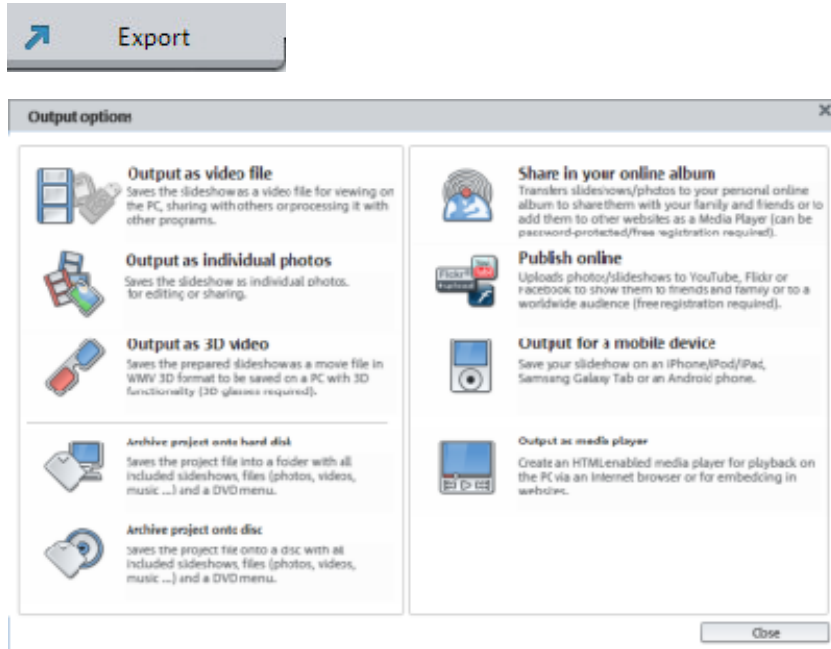 Export
Output options
Output as video file
Saves the slideshow as a video file for viewing on
the PC, sharing with others or processing it with
other programs.
Output as individual photos
Saves the slideshow as individual photos.
for editing or sharing.
Output as 3D video
Saves the prepared slideshow as a movie file in
WMV 3D format to be saved on a PC with 3D
functionality (3D glasses required).
Archive project onto hard disk
Saves the project file into a folder with all
included slideshows, files (photos, videos,
music ...) and a DVD menu.
Archive project onto disc
Saves the project file onto a disc with all
included slideshows, files (photos, videos,
music ...) and a DVD menu.
Share in your online album
Transfers slideshows/photos to your personal online
album to share them with your family and friends or to
add them to other websites as a Media Player (can be
password-protected/free registration required).
Flickr
Upload
Publish online
Uploads photos/slideshows to YouTube, Flickr or
Facebook to show them to friends and family or to a
worldwide audience (free registration required).
Output for a mobile device
Save your slideshow on an iPhone/iPod/iPad,
Samsung Galaxy Tab or an Android phone.
Output as media player
Create an HTML enabled media player for playback on
the PC via an Internet browser or for embedding in
websites.
Close